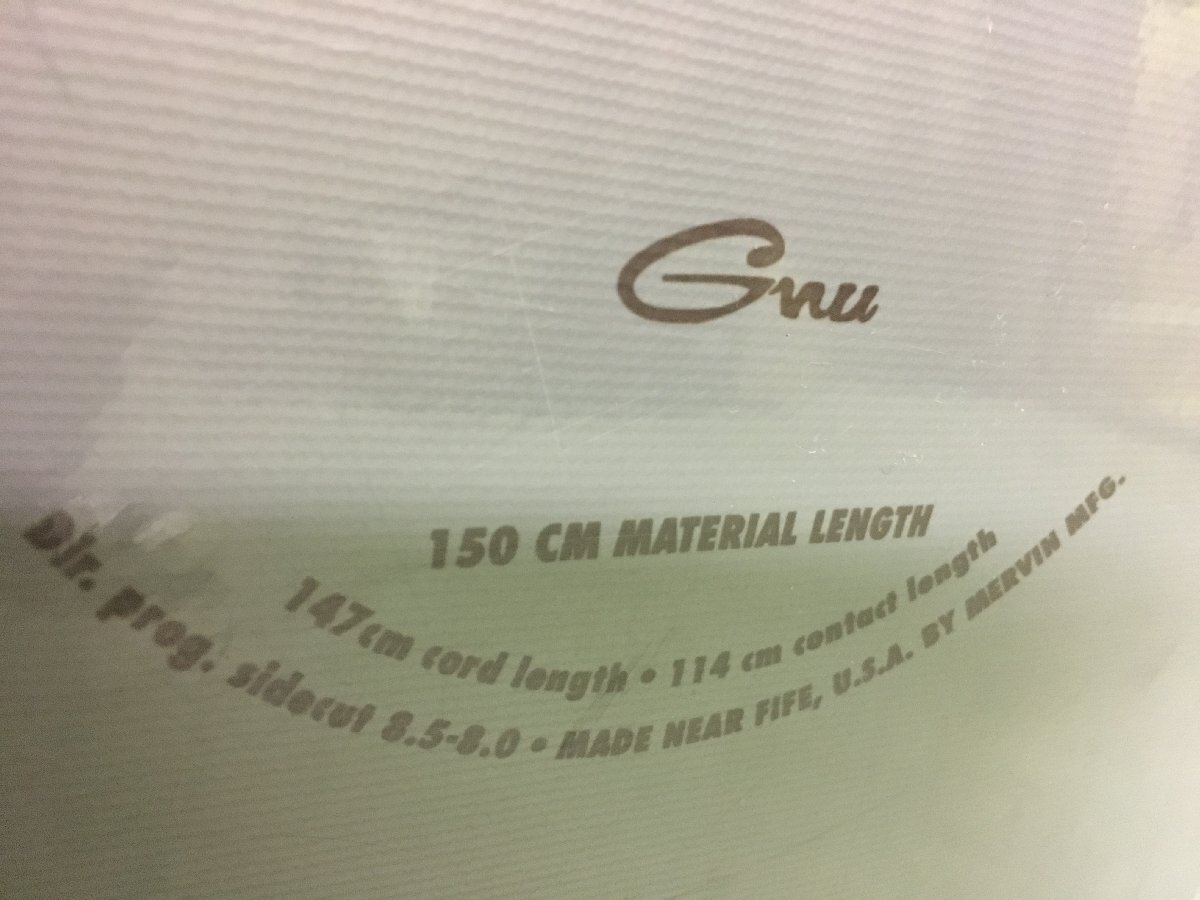 Gnu
150 CM MATERIAL LENGTH
147cm cord length • 114 cm contact length
Dir. prog. sidecut 8.5-8.0 • MADE NEAR FIFE, U.S.A. BY MERVIN MFG.